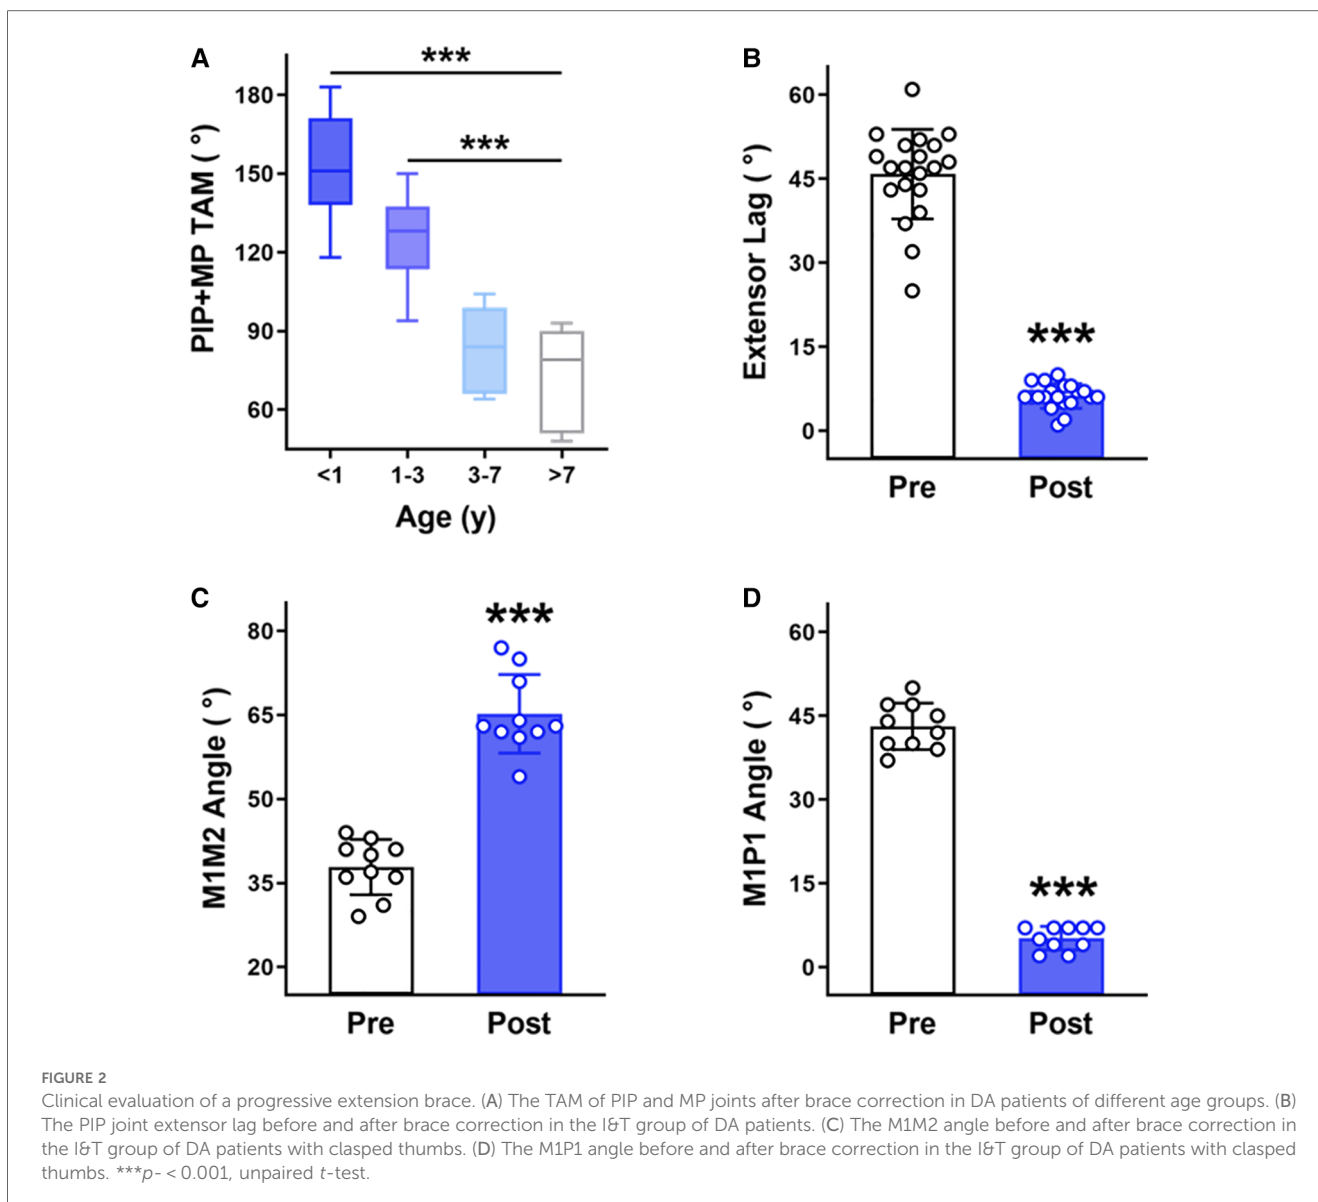 A
***
***
PIP+MP TAM ( °)
180
150
120
90
60
<1 1-3 3-7 >7
Age (y)
B
Extensor Lag ( °)
60
45
30
15
0
***
Pre Post
C
M1M2 Angle ( °)
80
65
50
35
20
***
Pre Post
D
M1P1 Angle ( °)
60
45
30
15
0
***
Pre Post
FIGURE 2
Clinical evaluation of a progressive extension brace. (A) The TAM of PIP and MP joints after brace correction in DA patients of different age groups. (B)
The PIP joint extensor lag before and after brace correction in the I&T group of DA patients. (C) The M1M2 angle before and after brace correction in
the I&T group of DA patients with clasped thumbs. (D) The M1P1 angle before and after brace correction in the I&T group of DA patients with clasped
thumbs. ***p- < 0.001, unpaired t-test.